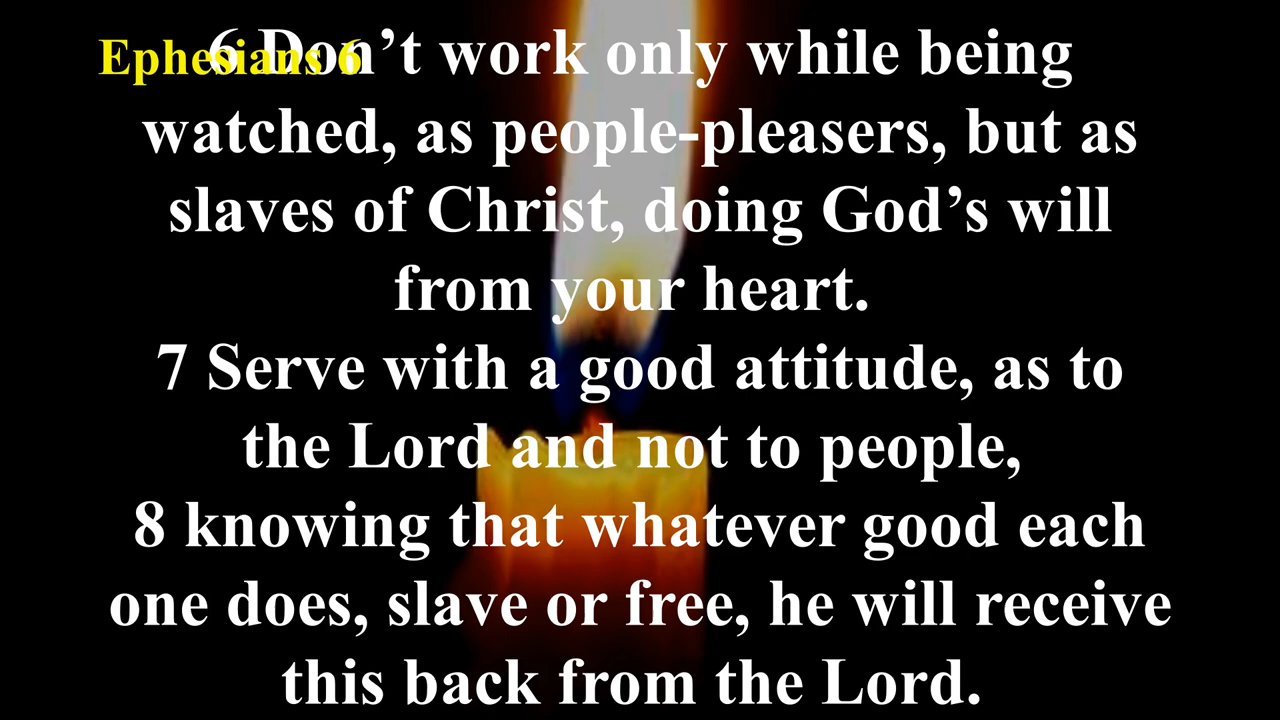 Ephesians 6
6 Don’t work only while being
watched, as people-pleasers, but as
slaves of Christ, doing God’s will
from your heart.
7 Serve with a good attitude, as to
the Lord and not to people,
8 knowing that whatever good each
one does, slave or free, he will receive
this back from the Lord.